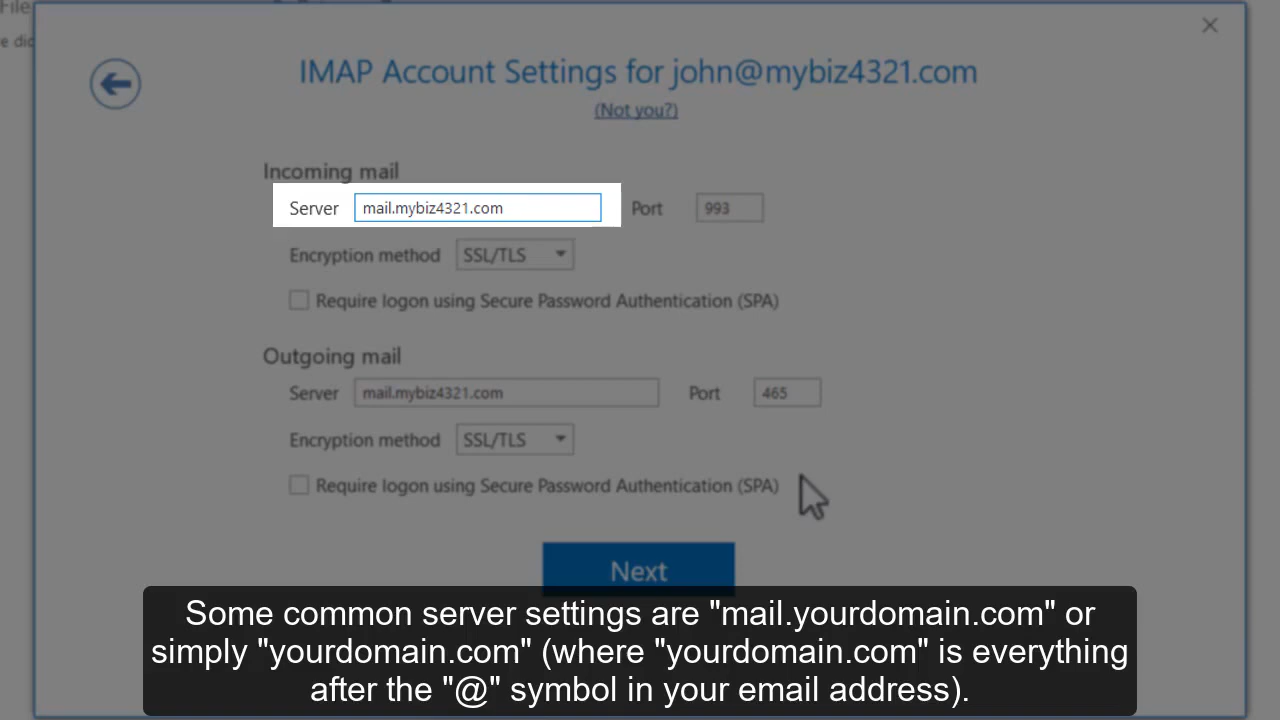 File
e did
IMAP Account Settings for john@mybiz4321.com
(Not you?)
Incoming mail
Server mail.mybiz4321.com Port 993
Encryption method SSL/TLS
Require logon using Secure Password Authentication (SPA)
Outgoing mail
Server mail.mybiz4321.com Port 465
Encryption method SSL/TLS
Require logon using Secure Password Authentication (SPA)
Next
Some common server settings are "mail.yourdomain.com" or
simply "yourdomain.com" (where "yourdomain.com" is everything
after the "@" symbol in your email address).